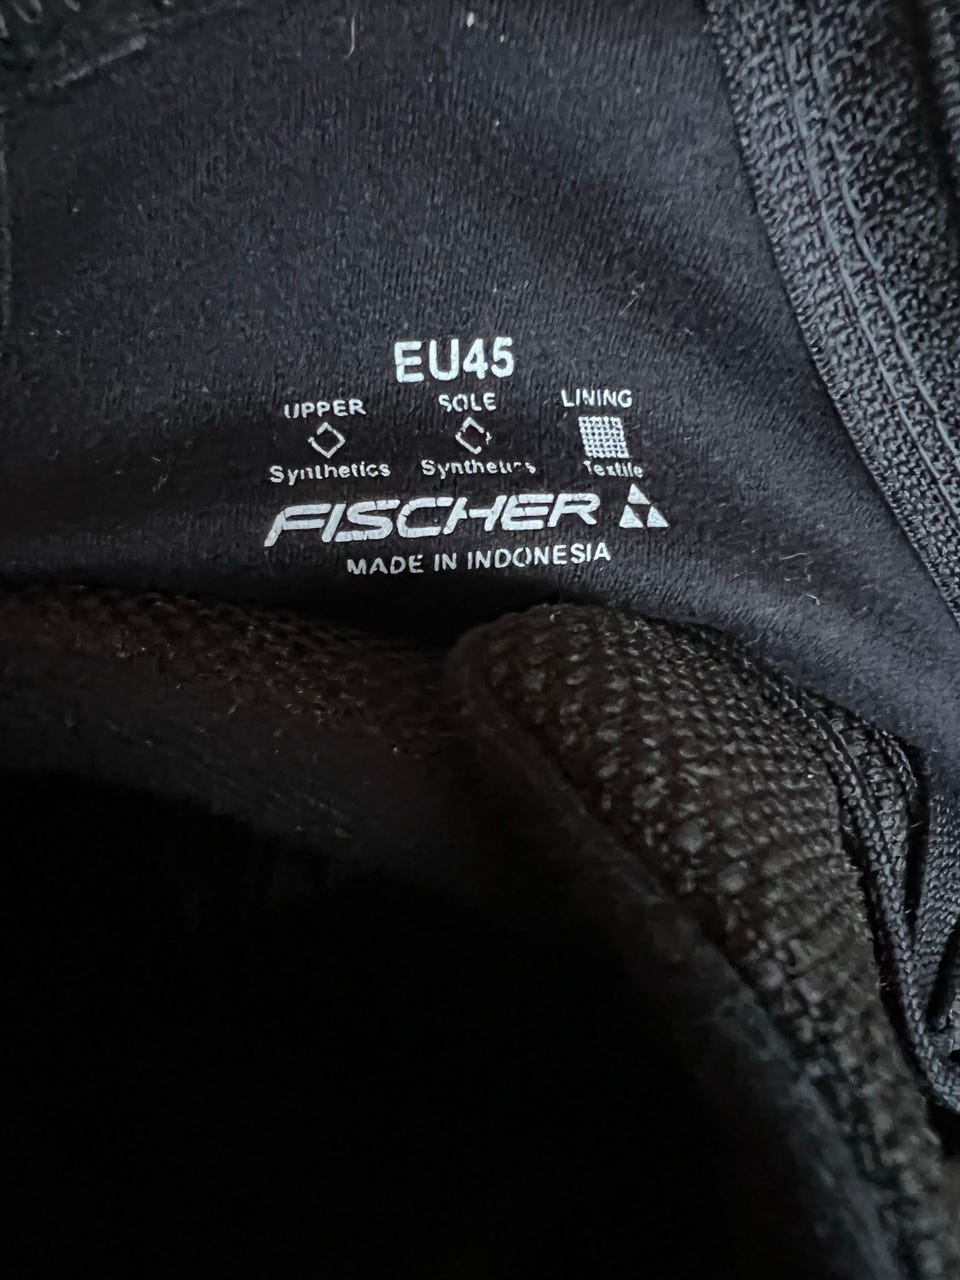 EU45
UPPER SOLE LINING
Synthetics Synthetics Textile
FISCHER
MADE IN INDONESIA